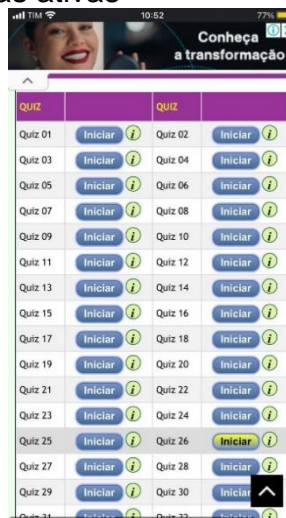 TIM 10:52 77%
Conheça
a transformação
QUIZ QUIZ
Quiz 01 Iniciar i Quiz 02 Iniciar i
Quiz 03 Iniciar i Quiz 04 Iniciar i
Quiz 05 Iniciar i Quiz 06 Iniciar i
Quiz 07 Iniciar i Quiz 08 Iniciar i
Quiz 09 Iniciar i Quiz 10 Iniciar i
Quiz 11 Iniciar i Quiz 12 Iniciar i
Quiz 13 Iniciar i Quiz 14 Iniciar i
Quiz 15 Iniciar i Quiz 16 Iniciar i
Quiz 17 Iniciar i Quiz 18 Iniciar i
Quiz 19 Iniciar i Quiz 20 Iniciar i
Quiz 21 Iniciar i Quiz 22 Iniciar i
Quiz 23 Iniciar i Quiz 24 Iniciar i
Quiz 25 Iniciar i Quiz 26 Iniciar i
Quiz 27 Iniciar i Quiz 28 Iniciar i
Quiz 29 Iniciar i Quiz 30 Iniciar